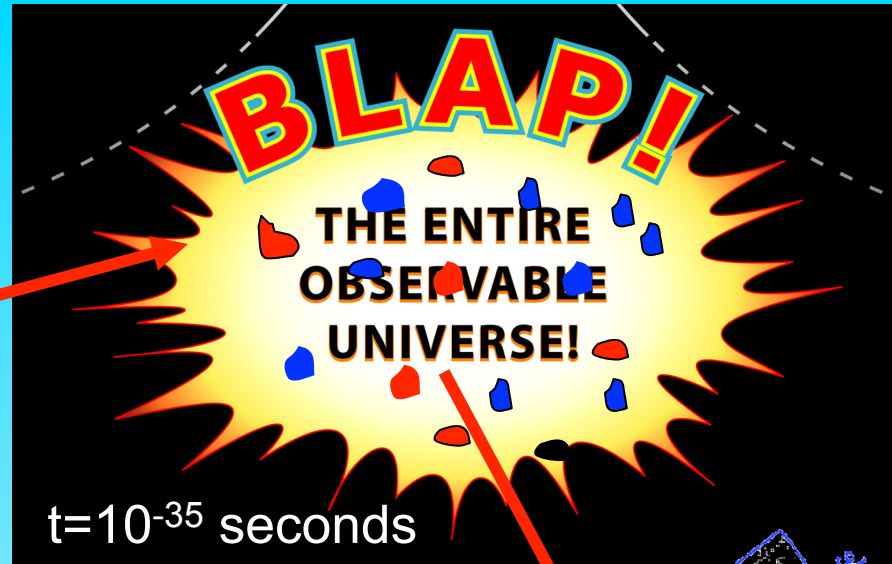 BLAP!
THE ENTIRE
OBSERVABLE
UNIVERSE!
t=10⁻³⁵ seconds